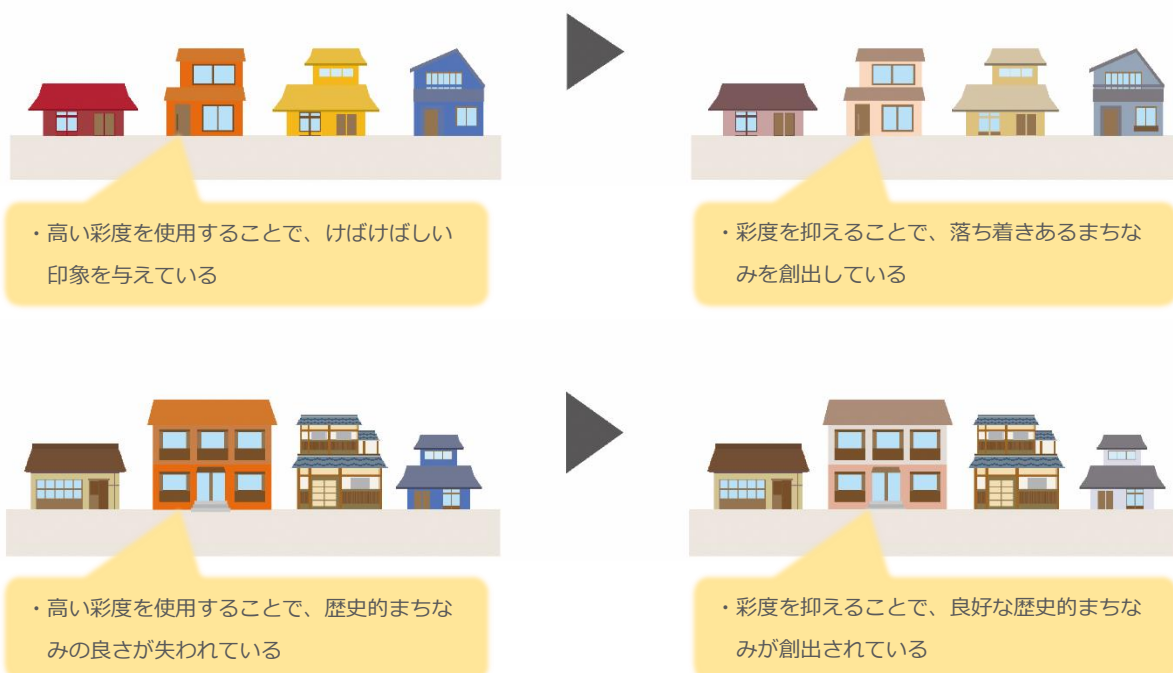 ・高い彩度を使用することで、けばけばしい
印象を与えている
・彩度を抑えることで、落ち着きあるまちな
みを創出している
・高い彩度を使用することで、歴史的まちな
みの良さが失われている
・彩度を抑えることで、良好な歴史的まちな
みが創出されている